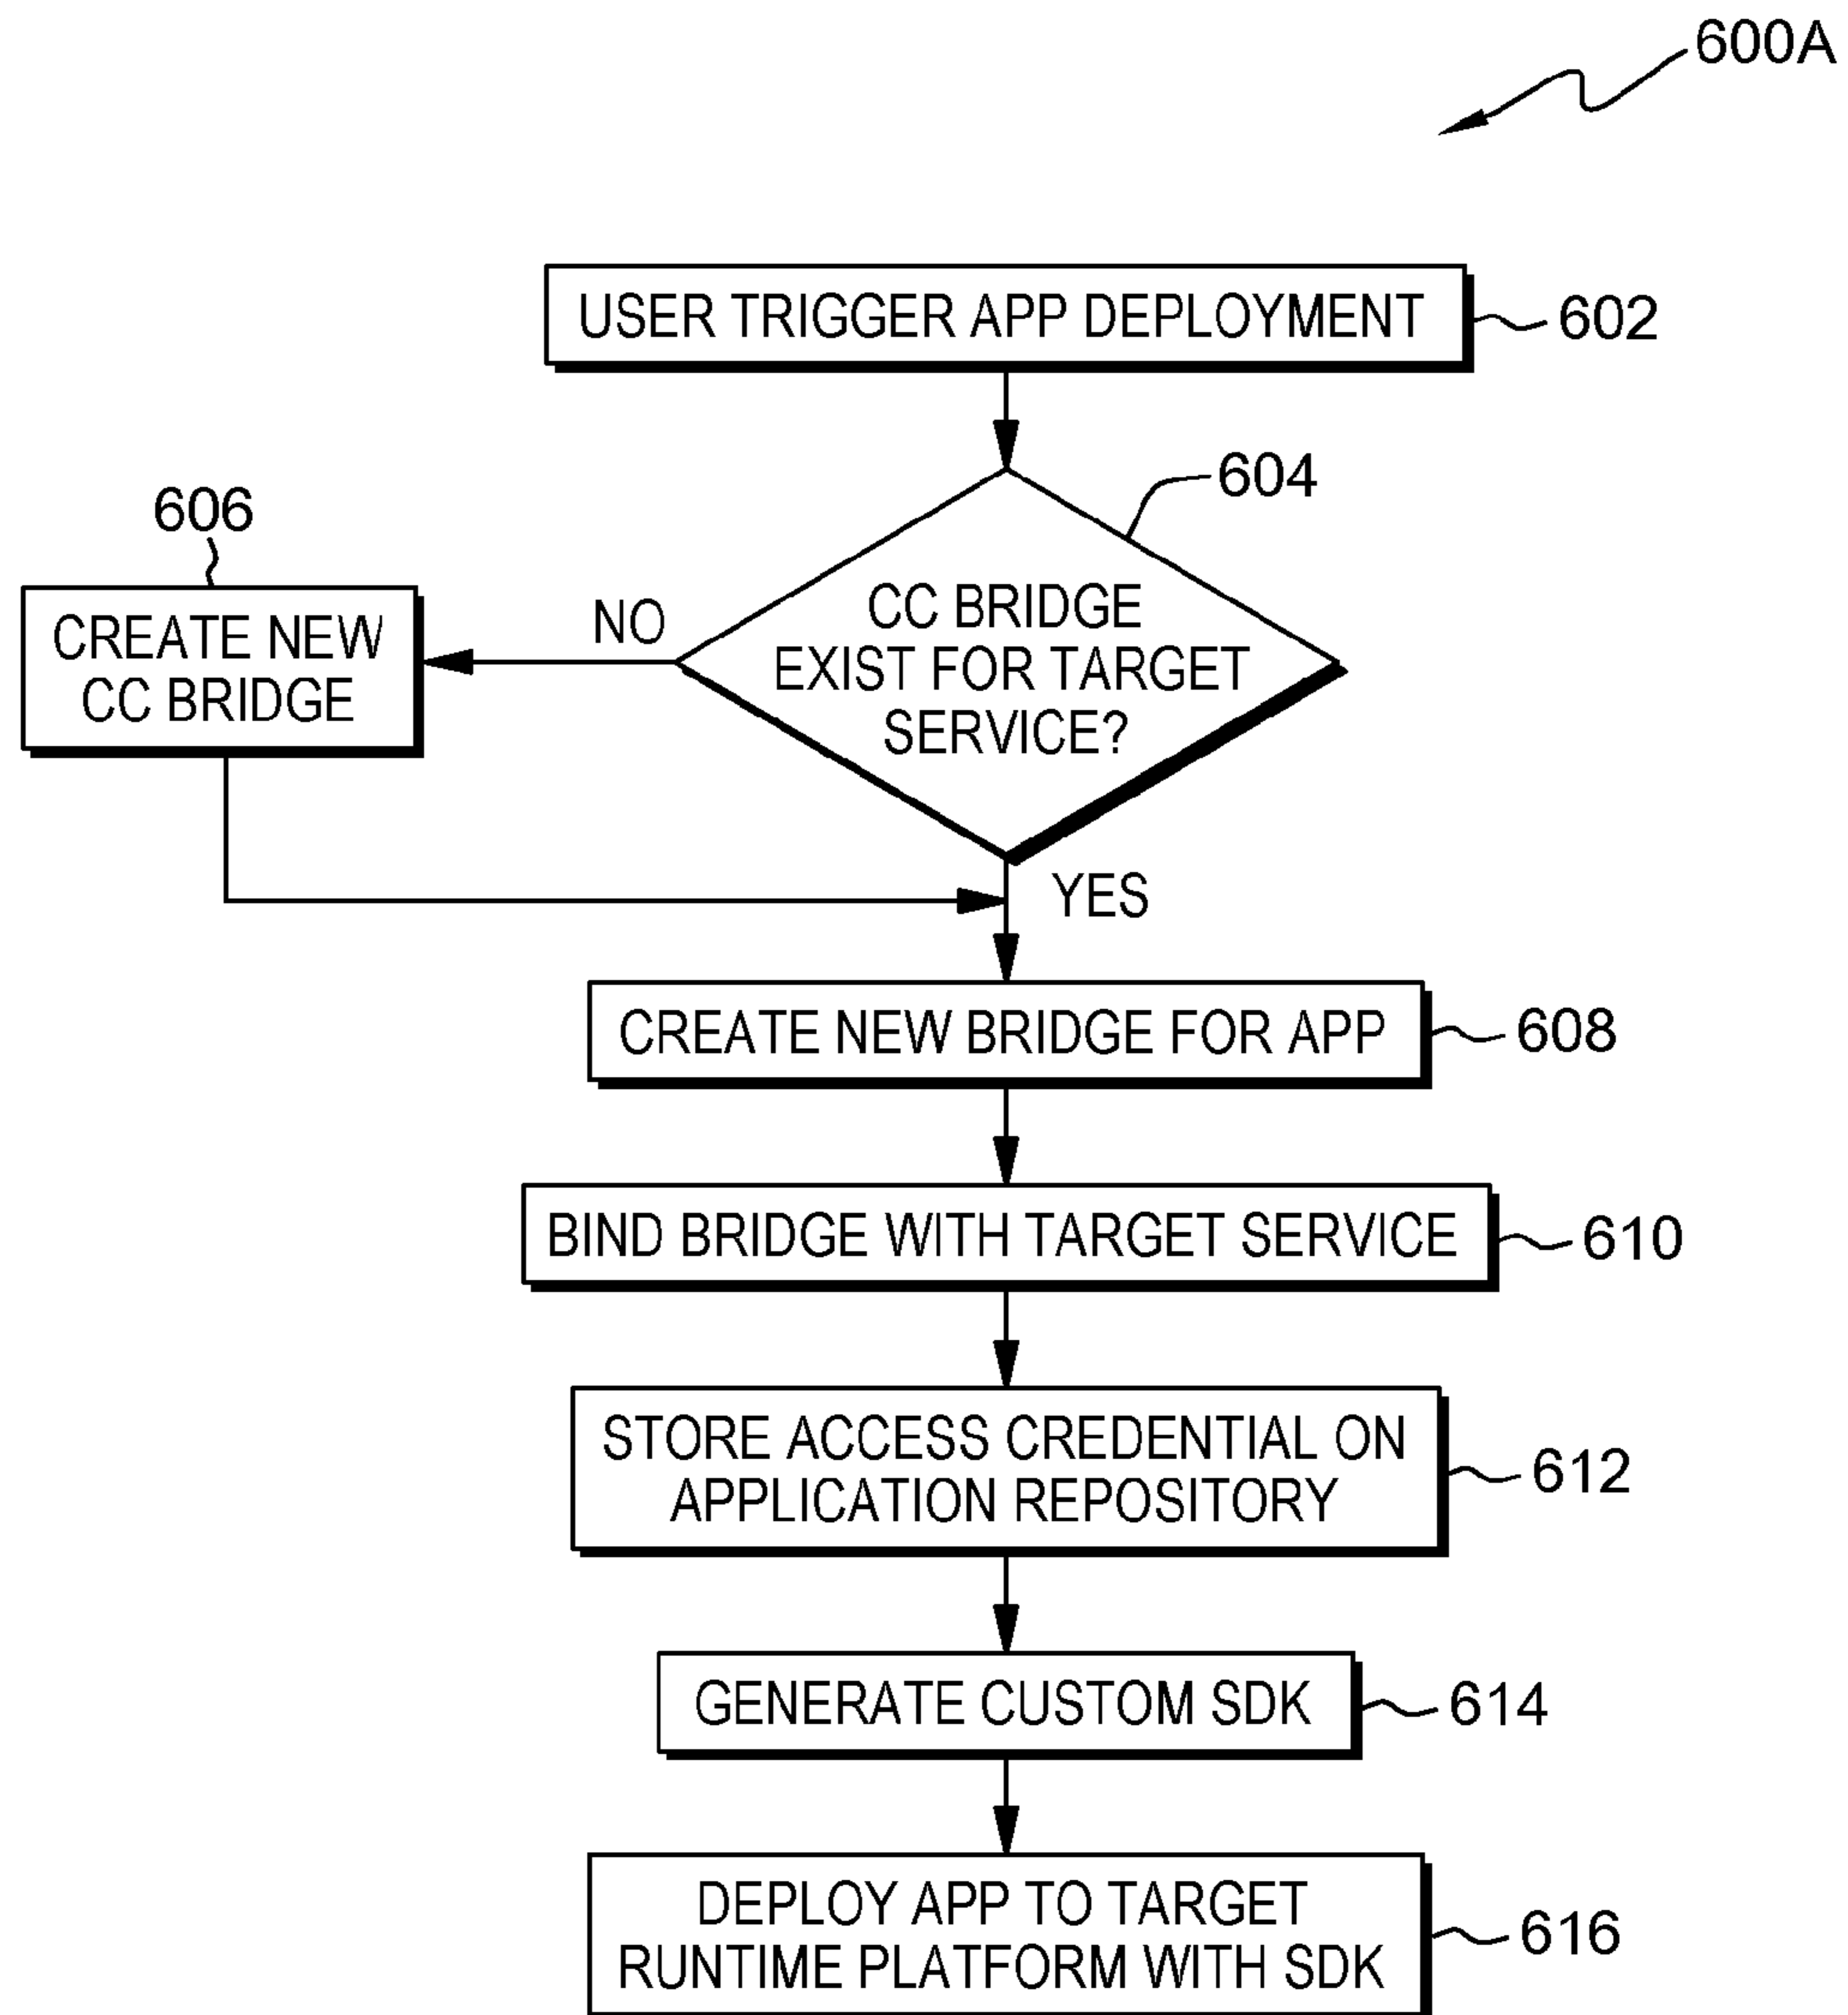 600A
USER TRIGGER APP DEPLOYMENT
602
604
CC BRIDGE
EXIST FOR TARGET
SERVICE?
NO
606
CREATE NEW
CC BRIDGE
YES
CREATE NEW BRIDGE FOR APP
608
BIND BRIDGE WITH TARGET SERVICE
610
STORE ACCESS CREDENTIAL ON
APPLICATION REPOSITORY
612
GENERATE CUSTOM SDK
614
DEPLOY APP TO TARGET
RUNTIME PLATFORM WITH SDK
616